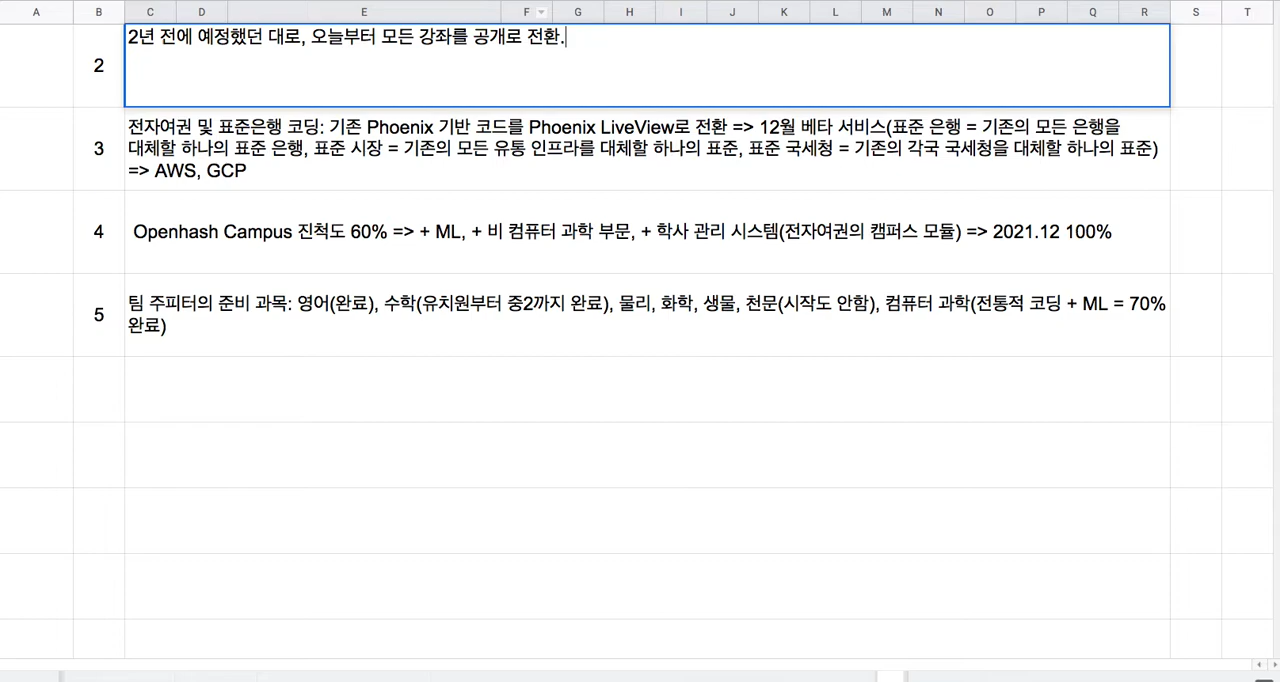 A B C D E F G H I J K L M N O P Q R S T
2 2년 전에 예정했던 대로, 오늘부터 모든 강좌를 공개로 전환.
전자여권 및 표준은행 코딩: 기존 Phoenix 기반 코드를 Phoenix LiveView로 전환 => 12월 베타 서비스(표준 은행 = 기존의 모든 은행을
3 대체할 하나의 표준 은행, 표준 시장 = 기존의 모든 유통 인프라를 대체할 하나의 표준, 표준 국세청 = 기존의 각국 국세청을 대체할 하나의 표준)
=> AWS, GCP
4 Openhash Campus 진척도 60% => + ML, + 비 컴퓨터 과학 부문, + 학사 관리 시스템(전자여권의 캠퍼스 모듈) => 2021.12 100%
5 팀 주피터의 준비 과목: 영어(완료), 수학(유치원부터 중2까지 완료), 물리, 화학, 생물, 천문(시작도 안함), 컴퓨터 과학(전통적 코딩 + ML = 70%
완료)